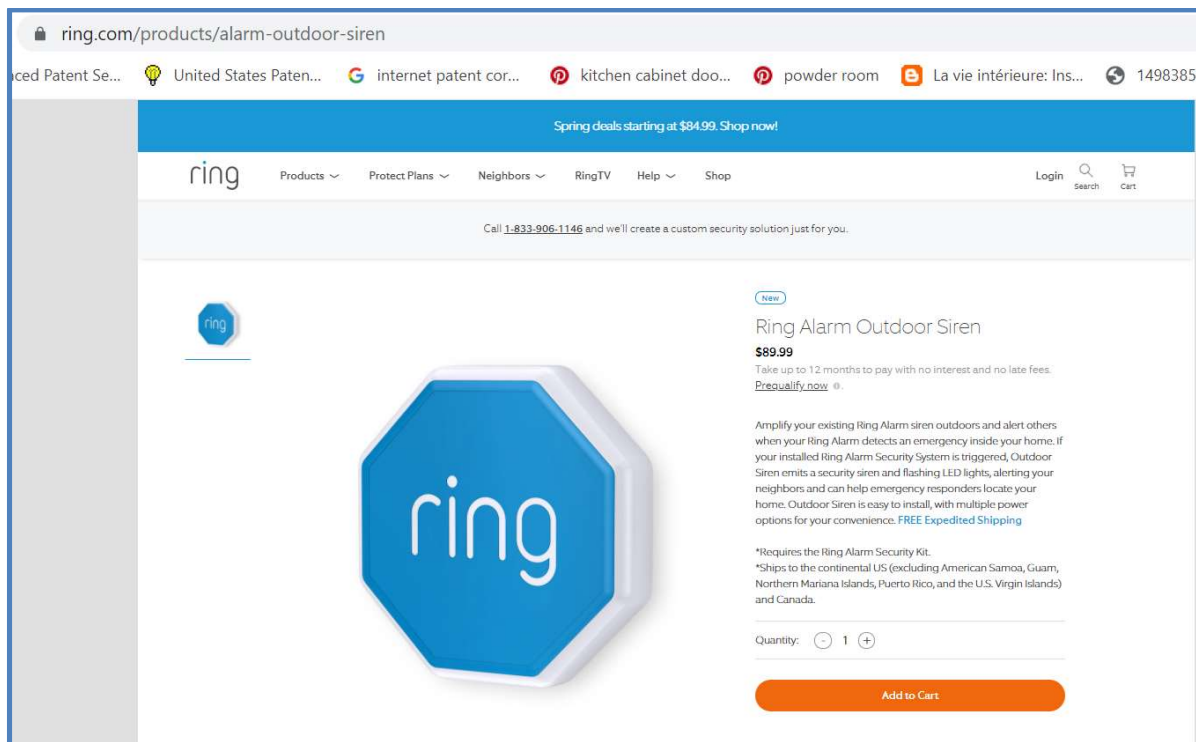 ring.com/products/alarm-outdoor-siren
ced Patent Se... United States Paten... internet patent cor... kitchen cabinet doo... powder room La vie intérieure: Ins... 1498385
Spring deals starting at $84.99. Shop now!
ring Products Protect Plans Neighbors RingTV Help Shop Login Search Cart
Call 1-833-906-1146 and we'll create a custom security solution just for you.
ring
New
Ring Alarm Outdoor Siren
$89.99
Take up to 12 months to pay with no interest and no late fees.
Prequalify now
ring
Amplify your existing Ring Alarm siren outdoors and alert others
when your Ring Alarm detects an emergency inside your home. If
your installed Ring Alarm Security System is triggered, Outdoor
Siren emits a security siren and flashing LED lights, alerting your
neighbors and can help emergency responders locate your
home. Outdoor Siren is easy to install, with multiple power
options for your convenience. FREE Expedited Shipping
*Requires the Ring Alarm Security Kit.
*Ships to the continental US (excluding American Samoa, Guam,
Northern Mariana Islands, Puerto Rico, and the U.S. Virgin Islands)
and Canada.
Quantity: - 1 +
Add to Cart